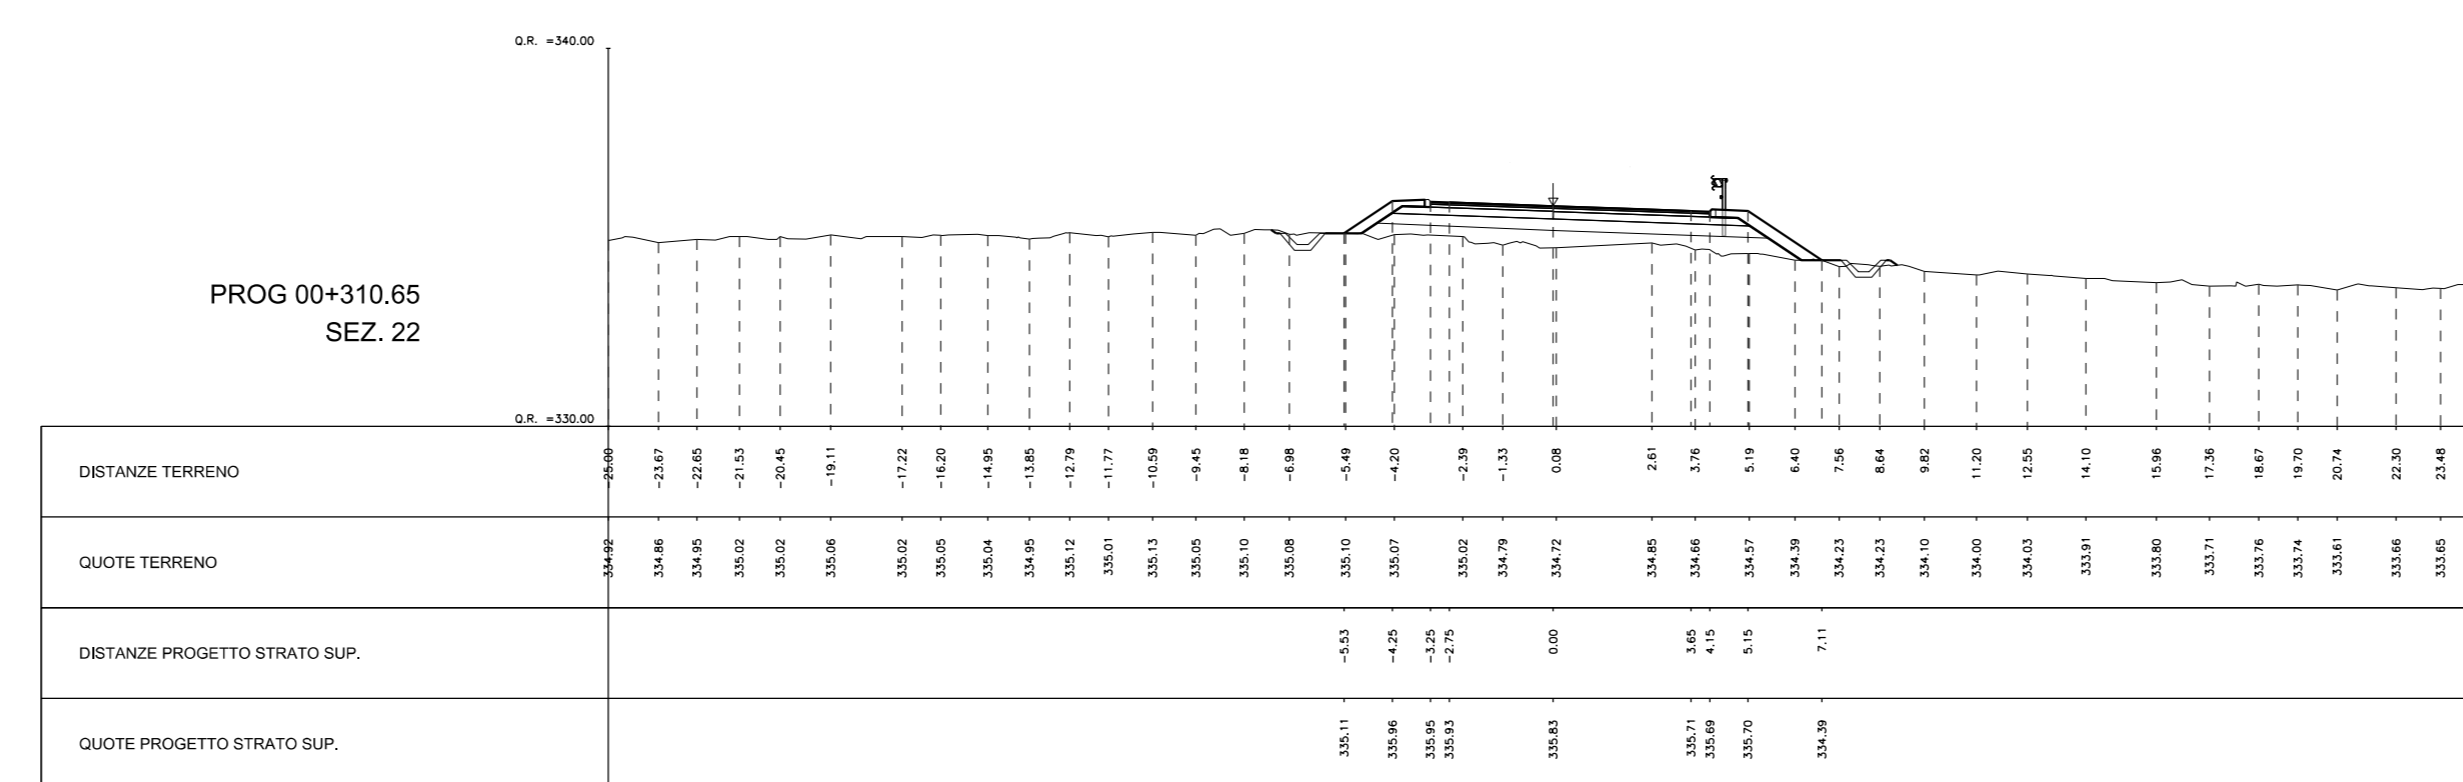 Q.R. =340.00
PROG 00+310.65
SEZ. 22
Q.R. =330.00
DISTANZE TERRENO -25.00 -23.67 -22.65 -21.53 -20.45 -19.11 -17.22 -16.20 -14.95 -13.85 -12.79 -11.77 -10.59 -9.45 -8.18 -6.98 -5.49 -4.20 -2.39 -1.33 0.08 2.61 3.76 5.19 6.40 7.56 8.64 9.82 11.20 12.55 14.10 15.96 17.36 18.67 19.70 20.74 22.30 23.48
QUOTE TERRENO 334.92 334.86 334.95 335.02 335.02 335.06 335.02 335.05 335.04 334.95 335.12 335.01 335.13 335.05 335.10 335.08 335.10 335.07 335.02 334.79 334.72 334.85 334.66 334.57 334.39 334.23 334.23 334.10 334.00 334.03 333.91 333.80 333.71 333.76 333.74 333.61 333.66 333.65
DISTANZE PROGETTO STRATO SUP. -5.53 -4.25 -3.25 -2.75 0.00 3.65 4.15 5.15 7.11
QUOTE PROGETTO STRATO SUP. 335.11 335.96 335.95 335.93 335.83 335.71 335.69 335.70 334.39